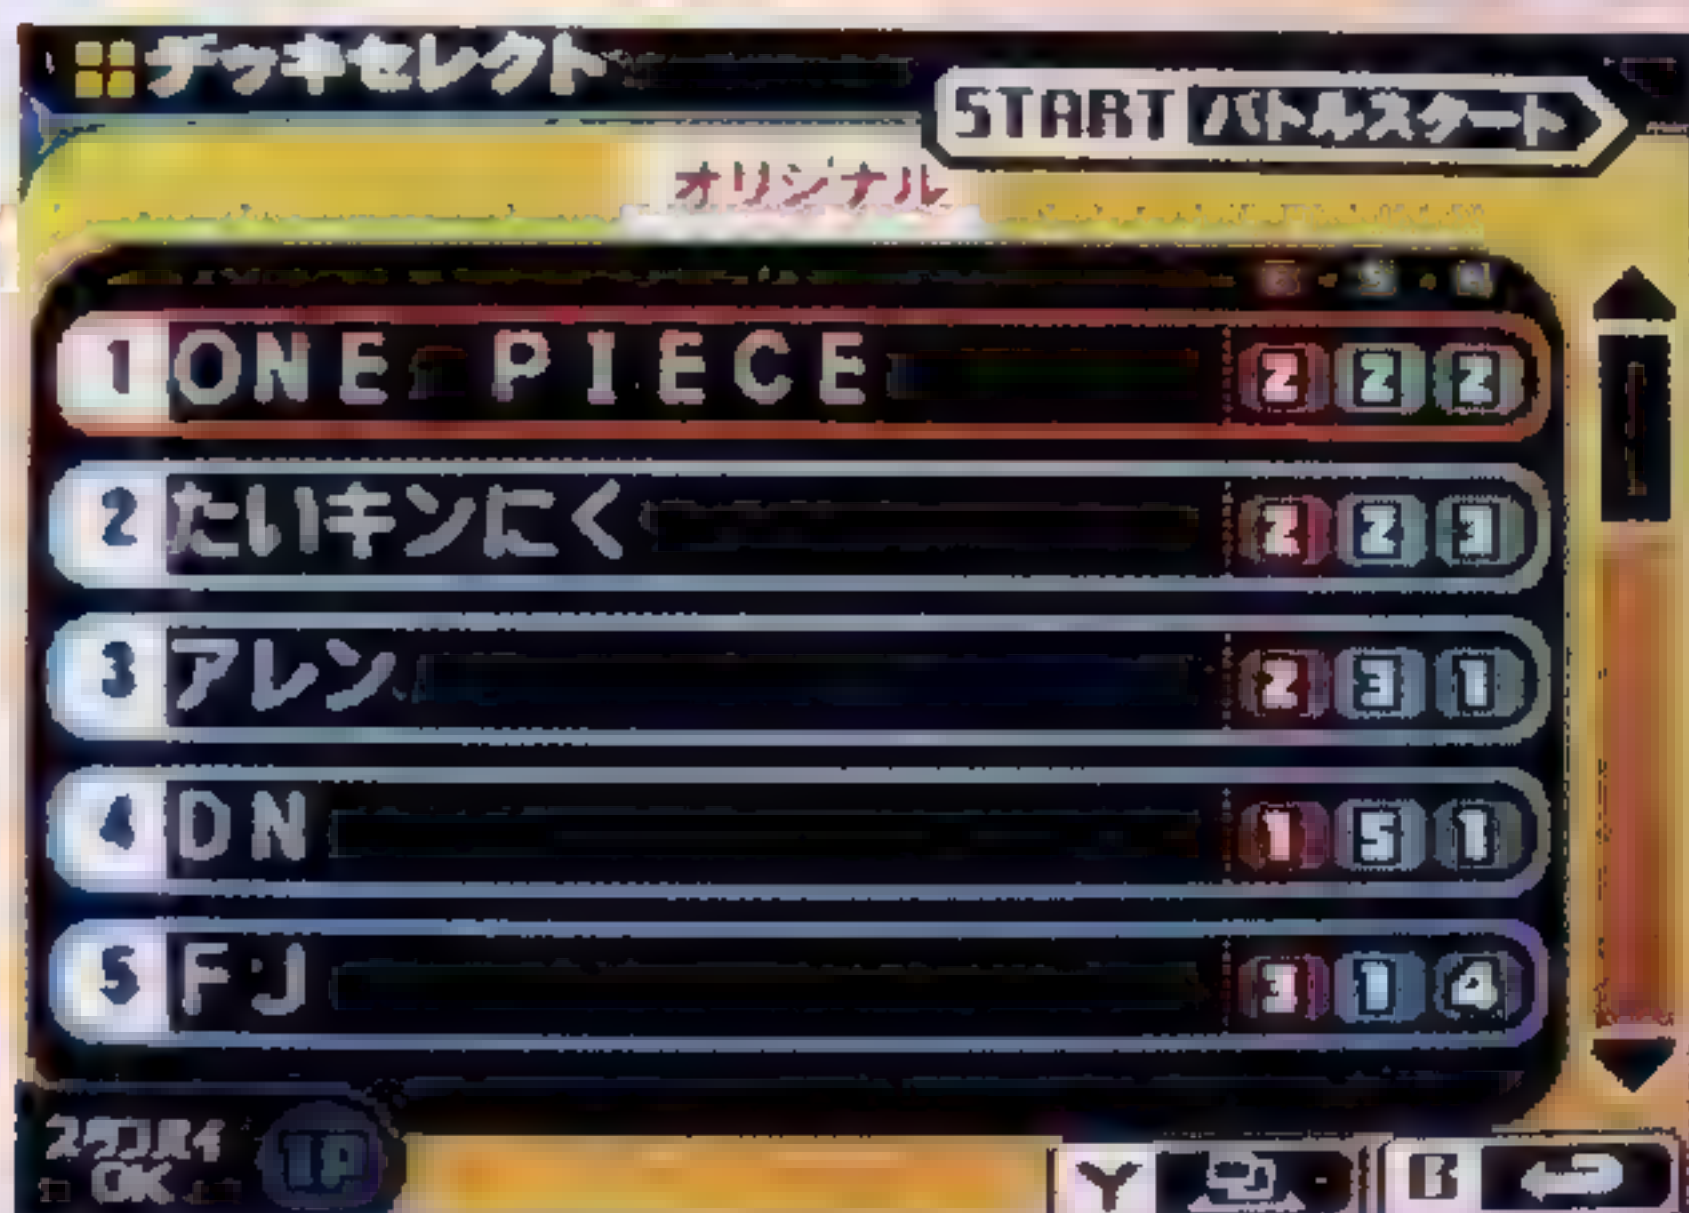 デッキセレクト
START バトルスタート
オリジナル
B・S・H
1 ONE PIECE 2 2 2
2 たいキンにく 2 2 3
3 アレン 2 3 1
4 DN 1 5 1
5 FJ 3 1 4
OK 1P
Y B